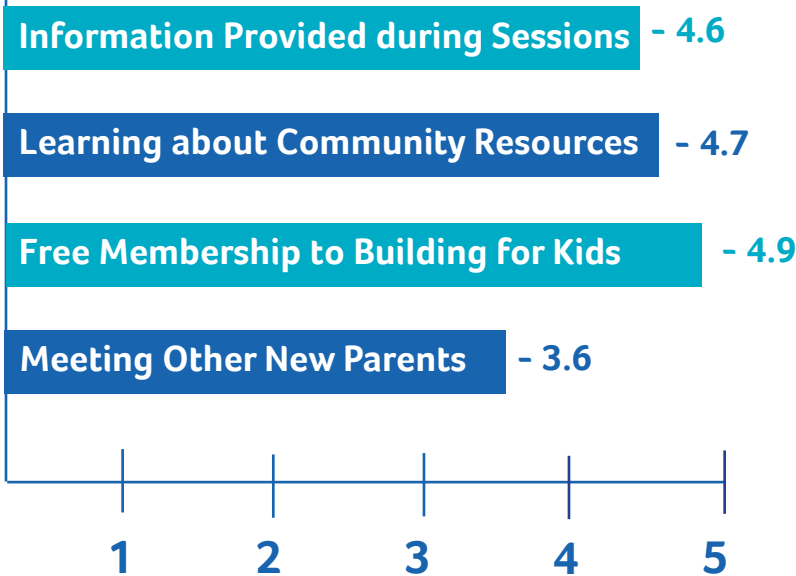 Information Provided during Sessions - 4.6
Learning about Community Resources - 4.7
Free Membership to Building for Kids - 4.9
Meeting Other New Parents - 3.6
1 2 3 4 5